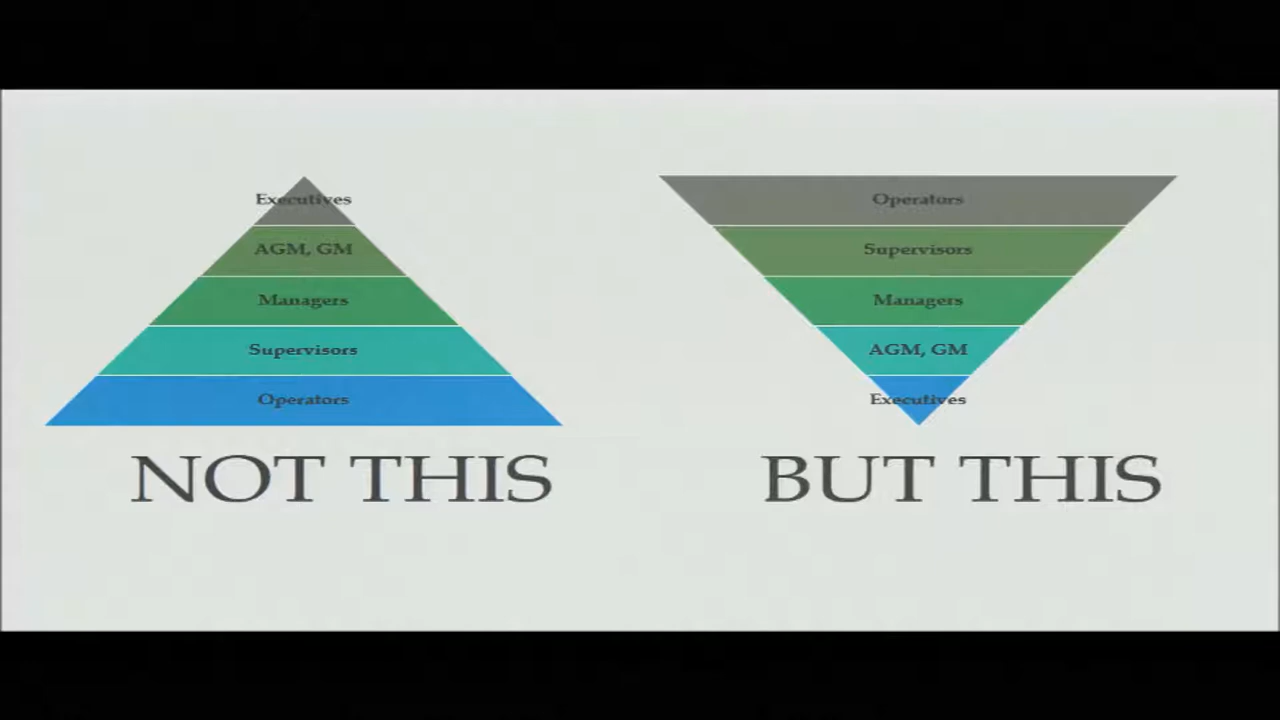 Executives
AGM, GM
Managers
Supervisors
Operators
NOT THIS
Operators
Supervisors
Managers
AGM, GM
Executives
BUT THIS